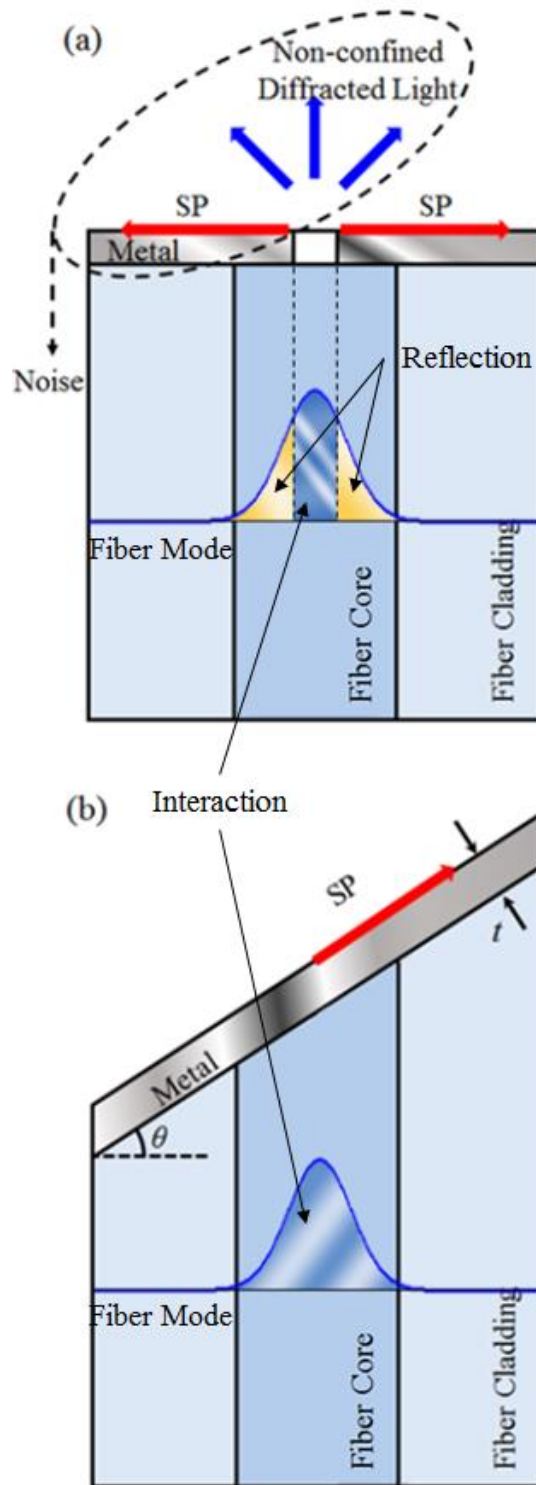 (a)
Non-confined
Diffracted Light
SP
SP
Metal
Noise
Reflection
Fiber Mode
Fiber Core
Fiber Cladding
Interaction
(b)
SP
t
Metal
θ
Fiber Mode
Fiber Core
Fiber Cladding